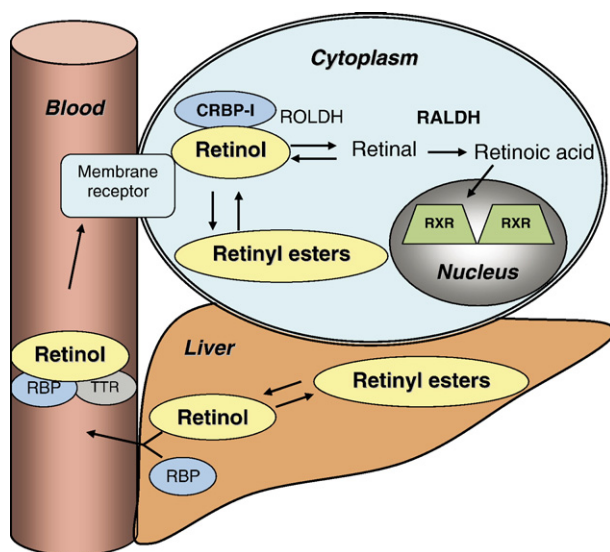 Cytoplasm
Blood
CRBP-I
ROLDH
RALDH
Retinol
Retinal
Retinoic acid
Membrane
receptor
RXR RXR
Nucleus
Retinyl esters
Liver
Retinol
RBP TTR
Retinyl esters
Retinol
RBP